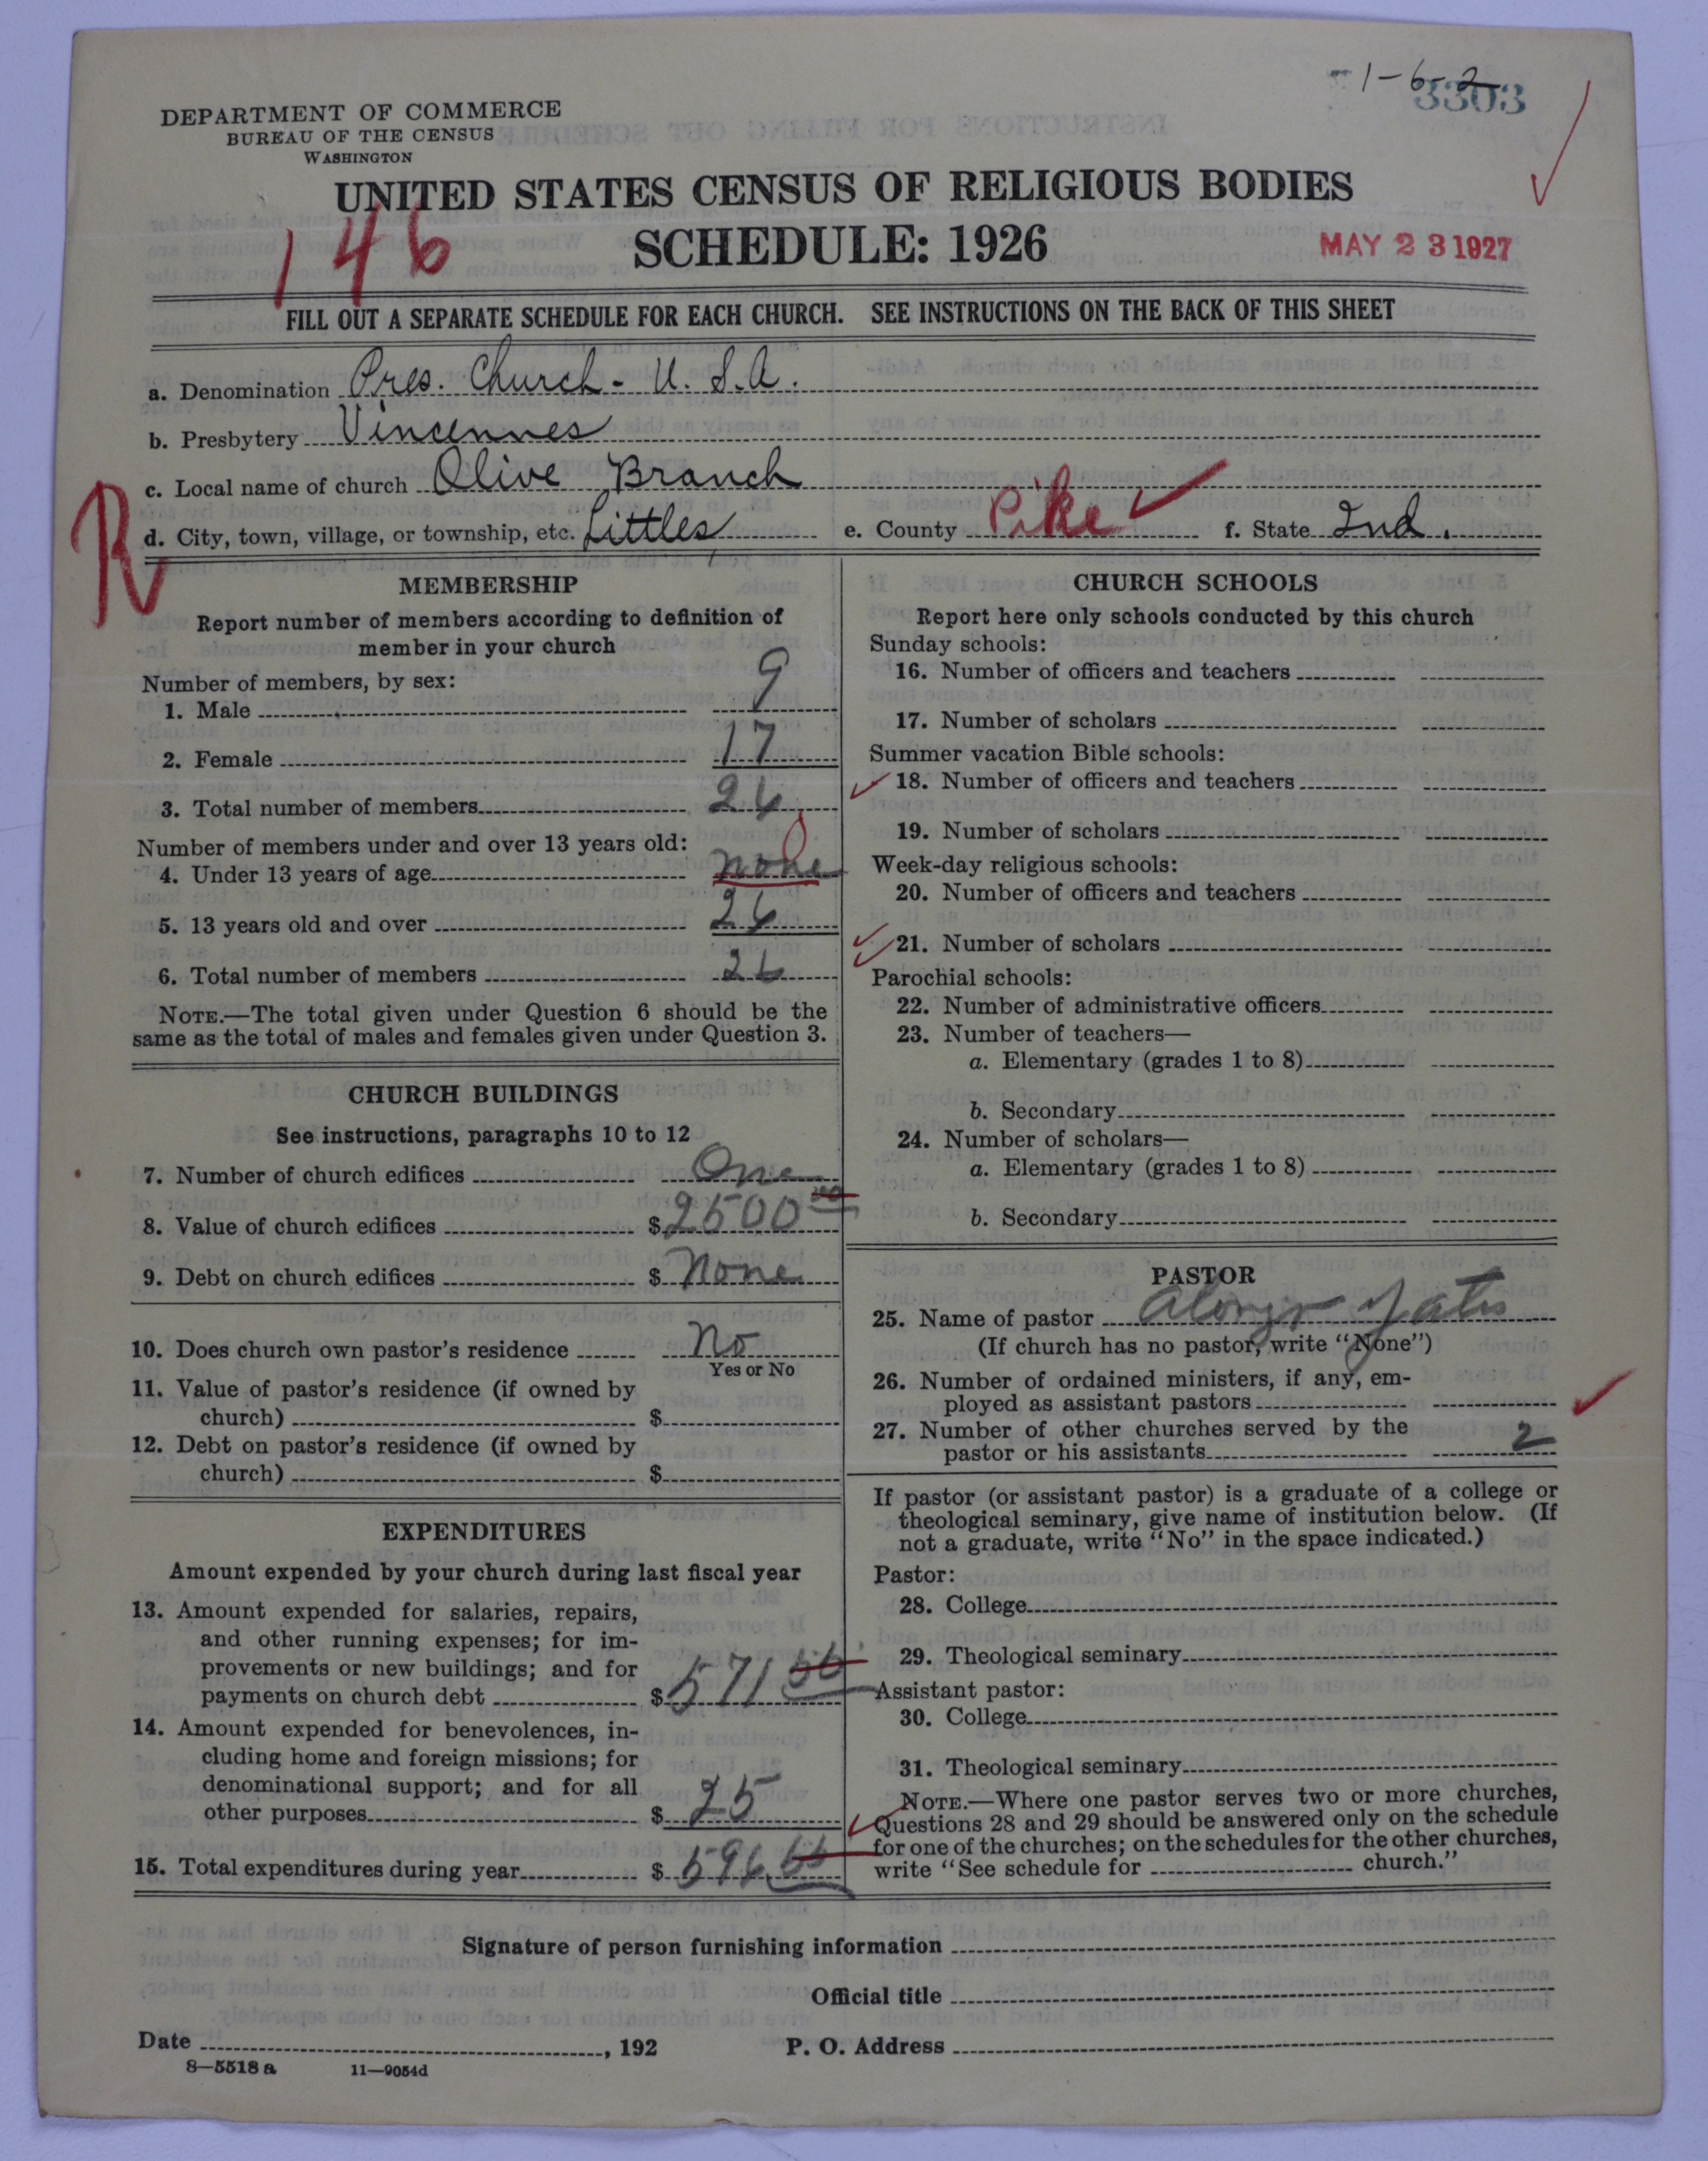 1-6-2
3303
DEPARTMENT OF COMMERCE
BUREAU OF THE CENSUS
WASHINGTON
UNITED STATES CENSUS OF RELIGIOUS BODIES
146
SCHEDULE: 1926
MAY 23 1927
FILL OUT A SEPARATE SCHEDULE FOR EACH CHURCH. SEE INSTRUCTIONS ON THE BACK OF THIS SHEET
a. Denomination Pres. Church - U. S. A.
b. Presbytery Vincennes
c. Local name of church Olive Branch
R
d. City, town, village, or township, etc. Littles e. County Pike f. State Ind.
MEMBERSHIP
Report number of members according to definition of
member in your church
Number of members, by sex:
1. Male 9
2. Female 17
3. Total number of members 26
Number of members under and over 13 years old:
4. Under 13 years of age none
5. 13 years old and over 26
6. Total number of members 26
NOTE.—The total given under Question 6 should be the
same as the total of males and females given under Question 3.
CHURCH BUILDINGS
See instructions, paragraphs 10 to 12
7. Number of church edifices One
8. Value of church edifices $2500 00
9. Debt on church edifices $ None
10. Does church own pastor's residence No
Yes or No
11. Value of pastor's residence (if owned by
church) $
12. Debt on pastor's residence (if owned by
church) $
EXPENDITURES
Amount expended by your church during last fiscal year
13. Amount expended for salaries, repairs,
and other running expenses; for im-
provements or new buildings; and for
payments on church debt $571
14. Amount expended for benevolences, in-
cluding home and foreign missions; for
denominational support; and for all
other purposes $ 25
15. Total expenditures during year $ 596
CHURCH SCHOOLS
Report here only schools conducted by this church
Sunday schools:
16. Number of officers and teachers
17. Number of scholars
Summer vacation Bible schools:
18. Number of officers and teachers
19. Number of scholars
Week-day religious schools:
20. Number of officers and teachers
21. Number of scholars
Parochial schools:
22. Number of administrative officers
23. Number of teachers—
a. Elementary (grades 1 to 8)
b. Secondary
24. Number of scholars—
a. Elementary (grades 1 to 8)
b. Secondary
PASTOR
25. Name of pastor Alonzo Yates
(If church has no pastor, write "None")
26. Number of ordained ministers, if any, em-
ployed as assistant pastors
27. Number of other churches served by the
pastor or his assistants 2
If pastor (or assistant pastor) is a graduate of a college or
theological seminary, give name of institution below. (If
not a graduate, write "No" in the space indicated.)
Pastor:
28. College
29. Theological seminary
Assistant pastor:
30. College
31. Theological seminary
NOTE.—Where one pastor serves two or more churches,
Questions 28 and 29 should be answered only on the schedule
for one of the churches; on the schedules for the other churches,
write "See schedule for church."
Signature of person furnishing information
Official title
Date , 192 P. O. Address
8—5518 a 11—9054d